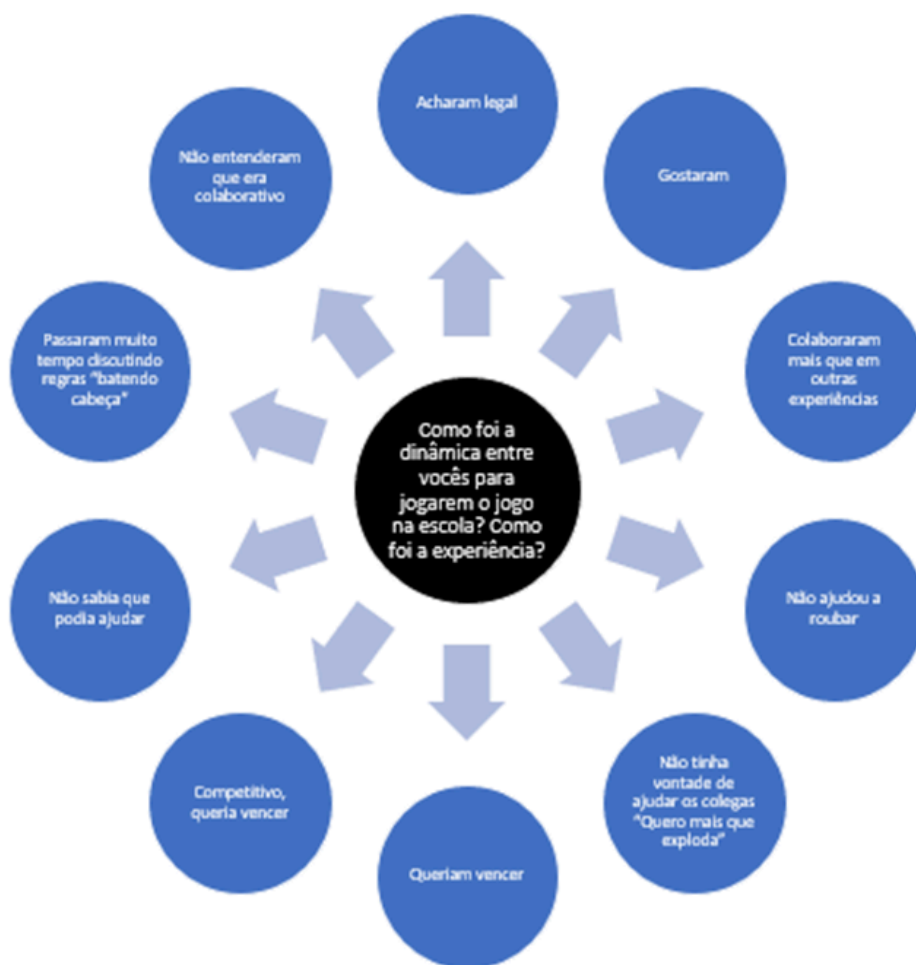 Como foi a
dinâmica entre
vocês para
jogarem o jogo
na escola? Como
foi a experiência?
Acharam legal
Gostaram
Colaboraram
mais que em
outras
experiências
Não ajudou a
roubar
Não tinha
vontade de
ajudar os colegas
"Quero mais que
exploda"
Queriam vencer
Competitivo,
queria vencer
Não sabia que
podia ajudar
Passaram muito
tempo discutindo
regras "batendo
cabeça"
Não entenderam
que era
colaborativo